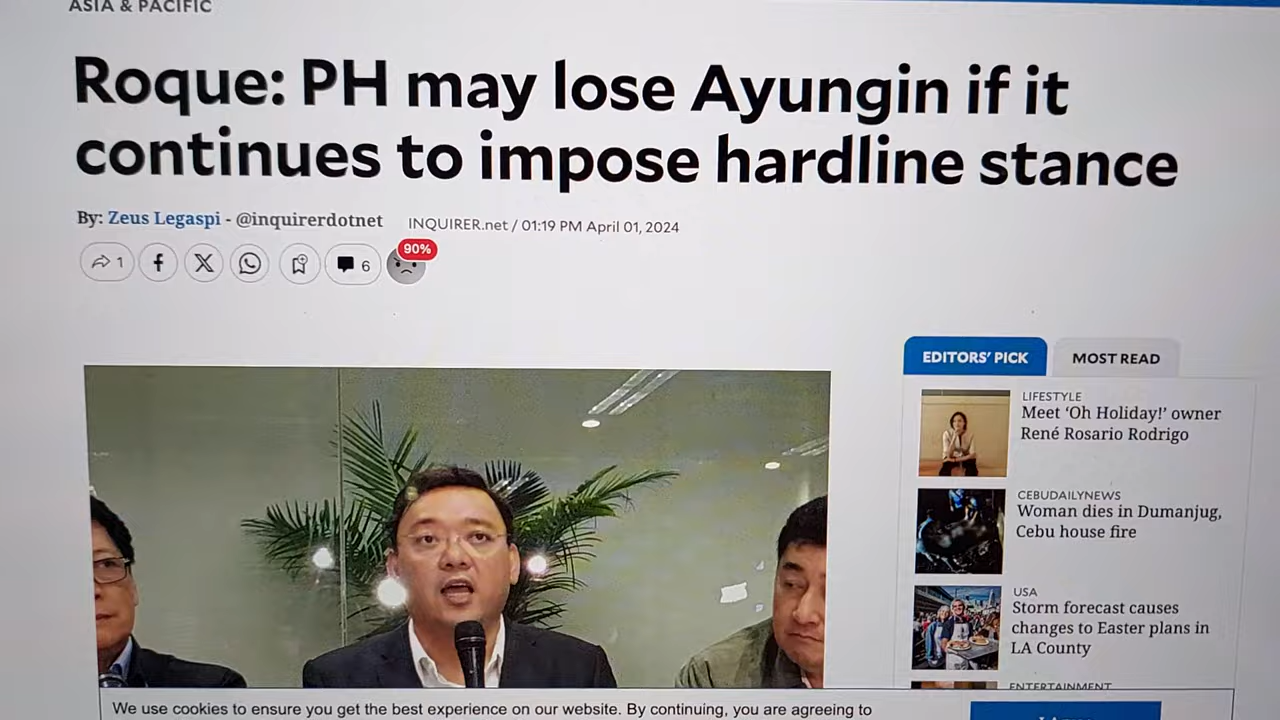 ASIA & PACIFIC
Roque: PH may lose Ayungin if it
continues to impose hardline stance
By: Zeus Legaspi - @inquirerdotnet
INQUIRER.net / 01:19 PM April 01, 2024
1
6
90%
EDITORS' PICK
MOST READ
LIFESTYLE
Meet ‘Oh Holiday!’ owner
René Rosario Rodrigo
CEBUDAILYNEWS
Woman dies in Dumanjug,
Cebu house fire
USA
Storm forecast causes
changes to Easter plans in
LA County
ENTERTAINMENT
We use cookies to ensure you get the best experience on our website. By continuing, you are agreeing to